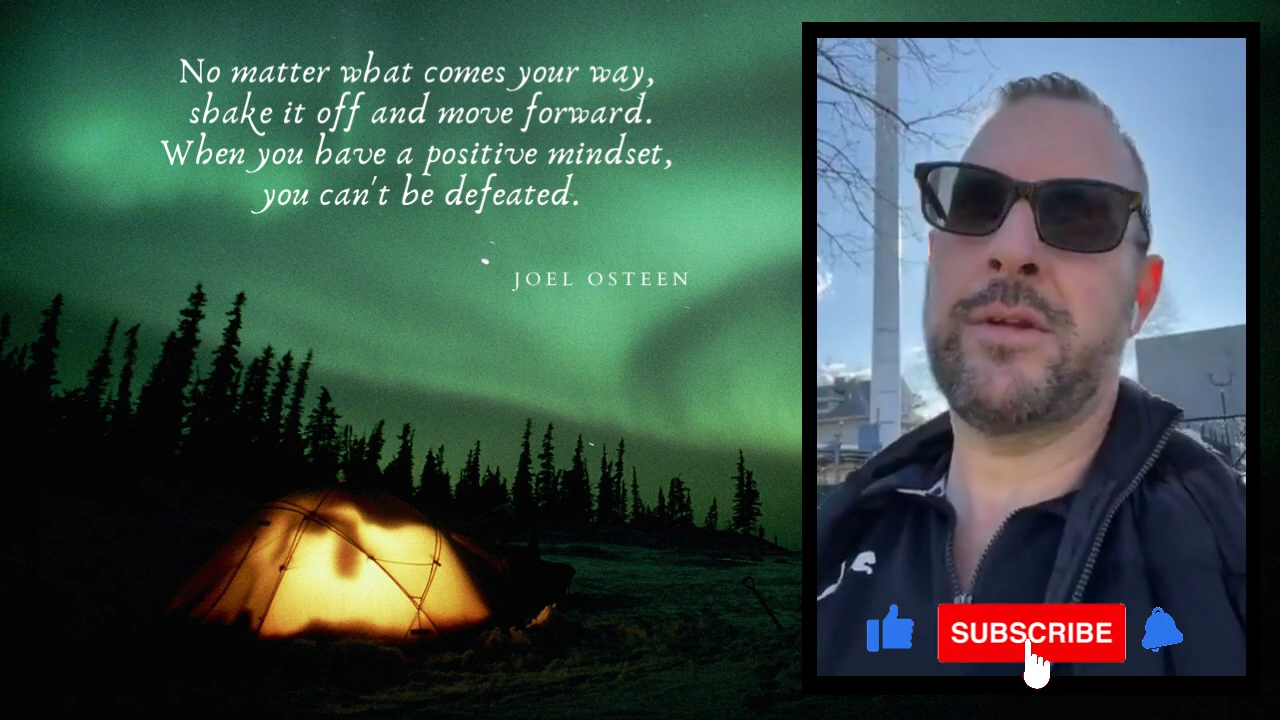 No matter what comes your way,
shake it off and move forward.
When you have a positive mindset,
you can't be defeated.
JOEL OSTEEN
SUBSCRIBE